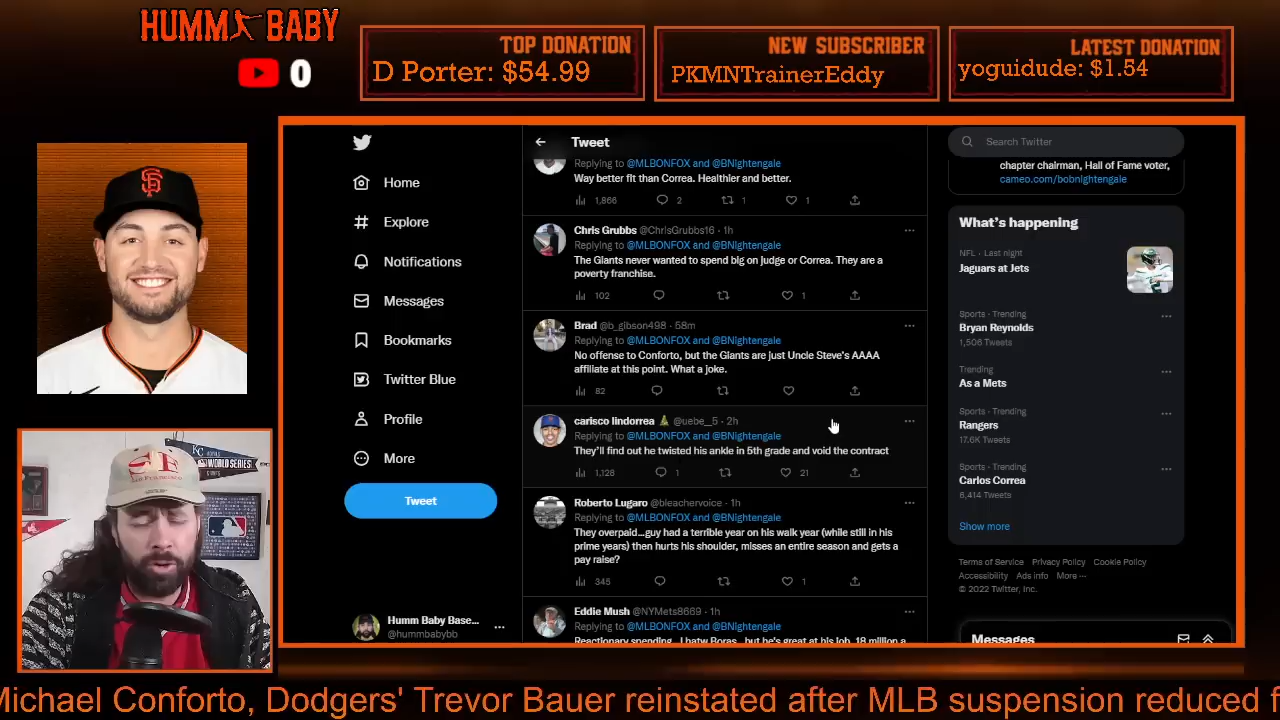 HUMM BABY
0
TOP DONATION
D Porter: $54.99
NEW SUBSCRIBER
PKMNTrainerEddy
LATEST DONATION
yoguidude: $1.54
Home
Explore
Notifications
Messages
Bookmarks
Twitter Blue
Profile
More
Tweet
Humm Baby Base...
@hummbabybb
Tweet
Replying to @MLBONFOX and @BNightengale
Way better fit than Correa. Healthier and better.
1,866 2 1 1
Chris Grubbs @ChrisGrubbs16 · 1h
Replying to @MLBONFOX and @BNightengale
The Giants never wanted to spend big on judge or Correa. They are a
poverty franchise.
102 1
Brad @b_gibson498 · 58m
Replying to @MLBONFOX and @BNightengale
No offense to Conforto, but the Giants are just Uncle Steve's AAAA
affiliate at this point. What a joke.
82
carisco lindorrea @uebe__5 · 2h
Replying to @MLBONFOX and @BNightengale
They'll find out he twisted his ankle in 5th grade and void the contract
1,128 1 21
Roberto Lugaro @bleachervoice · 1h
Replying to @MLBONFOX and @BNightengale
They overpaid...guy had a terrible year on his walk year (while still in his
prime years) then hurts his shoulder, misses an entire season and gets a
pay raise?
345 1
Eddie Mush @NYMets8669 · 1h
Replying to @MLBONFOX and @BNightengale
Search Twitter
chapter chairman, Hall of Fame voter,
cameo.com/bobnightengale
What's happening
NFL · Last night
Jaguars at Jets
Sports · Trending
Bryan Reynolds
1,506 Tweets
Trending
As a Mets
Sports · Trending
Rangers
17.6K Tweets
Sports · Trending
Carlos Correa
6,414 Tweets
Show more
Terms of Service Privacy Policy Cookie Policy
Accessibility Ads info More ···
© 2022 Twitter, Inc.
Messages
Michael Conforto, Dodgers' Trevor Bauer reinstated after MLB suspension reduced f